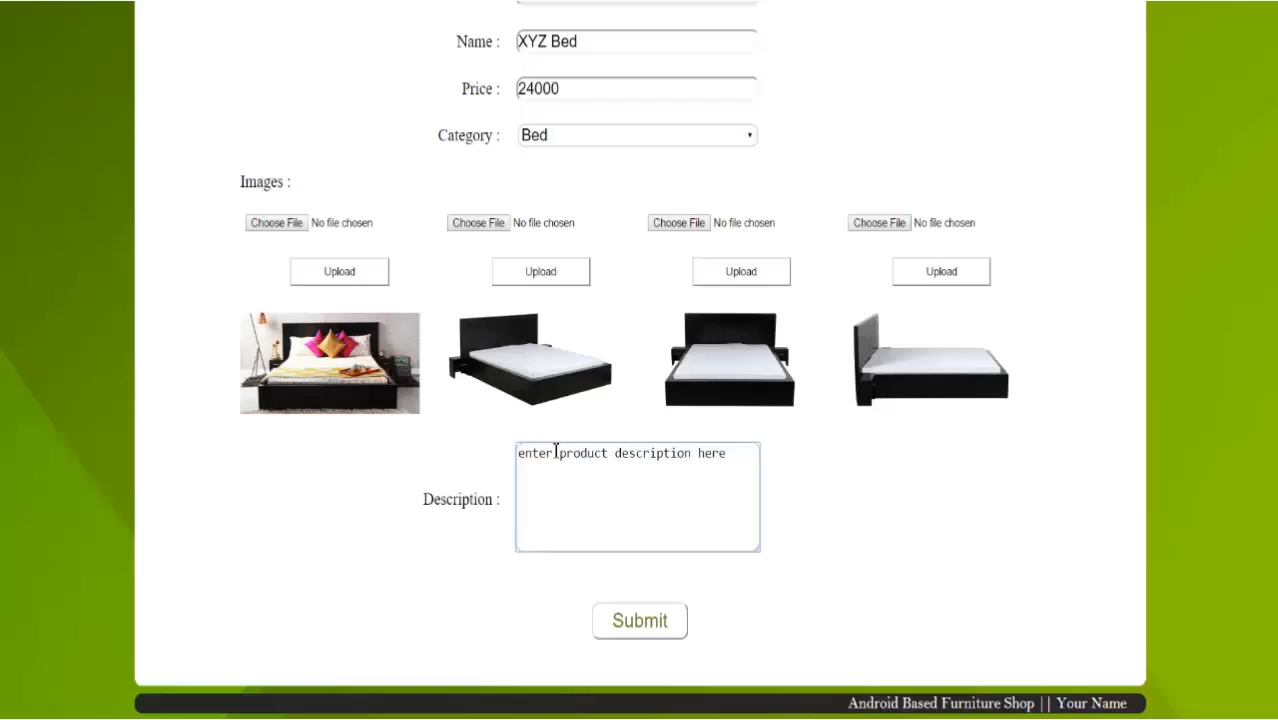 Name : XYZ Bed
Price : 24000
Category : Bed
Images :
Choose File No file chosen Choose File No file chosen Choose File No file chosen Choose File No file chosen
Upload Upload Upload Upload
enter product description here
Description :
Submit
Android Based Furniture Shop || Your Name